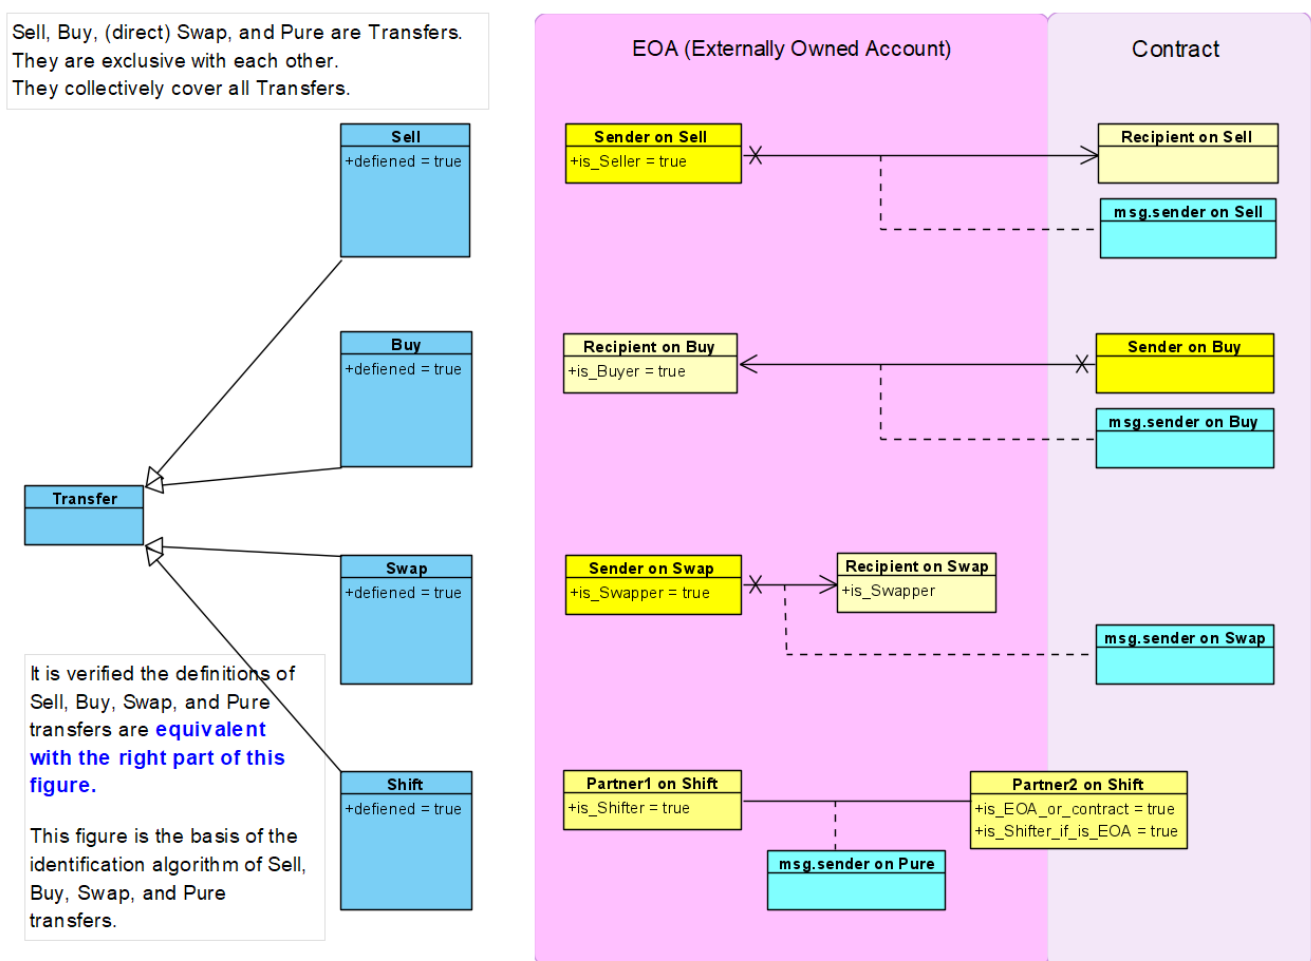 Sell, Buy, (direct) Swap, and Pure are Transfers.
They are exclusive with each other.
They collectively cover all Transfers.
EOA (Externally Owned Account)
Contract
Sell
+defiened = true
Sender on Sell
+is_Seller = true
Recipient on Sell
msg.sender on Sell
Buy
+defiened = true
Recipient on Buy
+is_Buyer = true
Sender on Buy
msg.sender on Buy
Transfer
Swap
+defiened = true
Sender on Swap
+is_Swapper = true
Recipient on Swap
+is_Swapper
msg.sender on Swap
It is verified the definitions of
Sell, Buy, Swap, and Pure
transfers are equivalent
with the right part of this
figure.
This figure is the basis of the
identification algorithm of Sell,
Buy, Swap, and Pure
transfers.
Shift
+defiened = true
Partner1 on Shift
+is_Shifter = true
Partner2 on Shift
+is_EOA_or_contract = true
+is_Shifter_if_is_EOA = true
msg.sender on Pure